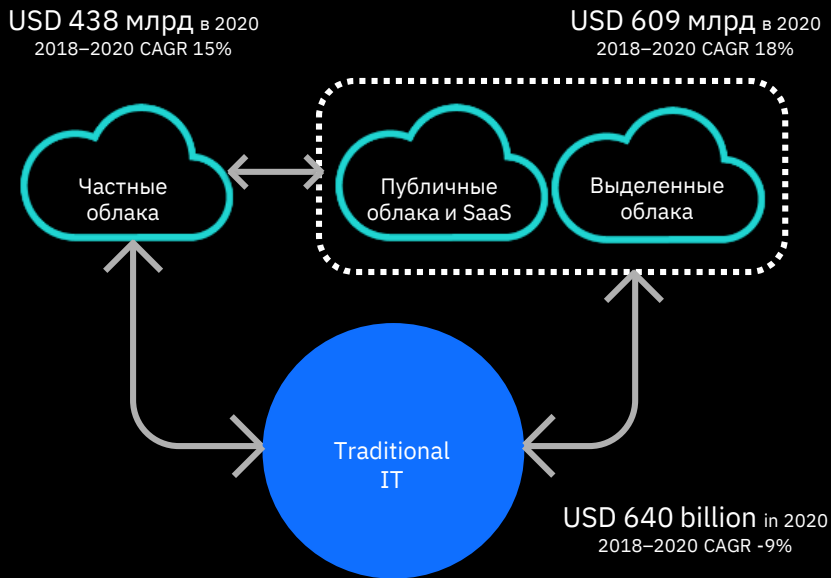 USD 438 млрд в 2020
2018–2020 CAGR 15%
USD 609 млрд в 2020
2018–2020 CAGR 18%
Частные
облака
Публичные
облака и SaaS
Выделенные
облака
Traditional
IT
USD 640 billion in 2020
2018–2020 CAGR -9%